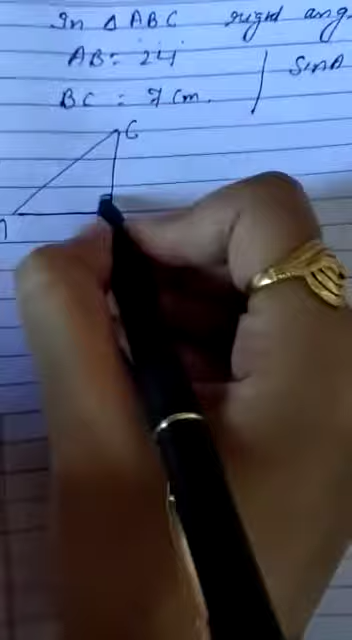 In Δ ABC right ang
AB = 24
SinA
BC = 7 cm.
C
A